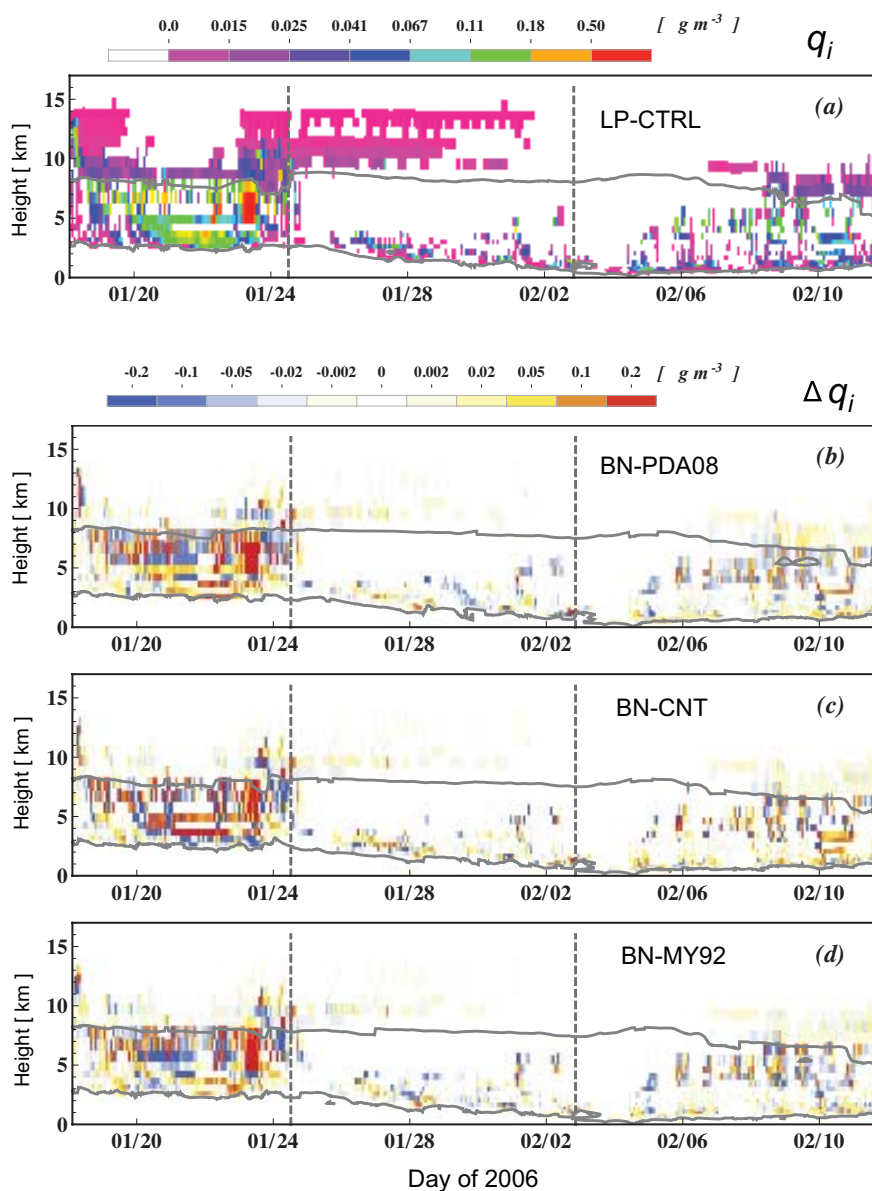 0.0 0.015 0.025 0.041 0.067 0.11 0.18 0.50 [ g m⁻³ ] qᵢ
15
10
5
0
Height [ km ]
LP-CTRL (a)
01/20 01/24 01/28 02/02 02/06 02/10
-0.2 -0.1 -0.05 -0.02 -0.002 0 0.002 0.02 0.05 0.1 0.2 [ g m⁻³ ]
Δ qᵢ
15
10
5
0
Height [ km ]
BN-PDA08 (b)
01/20 01/24 01/28 02/02 02/06 02/10
15
10
5
0
Height [ km ]
BN-CNT (c)
01/20 01/24 01/28 02/02 02/06 02/10
15
10
5
0
Height [ km ]
BN-MY92 (d)
01/20 01/24 01/28 02/02 02/06 02/10
Day of 2006